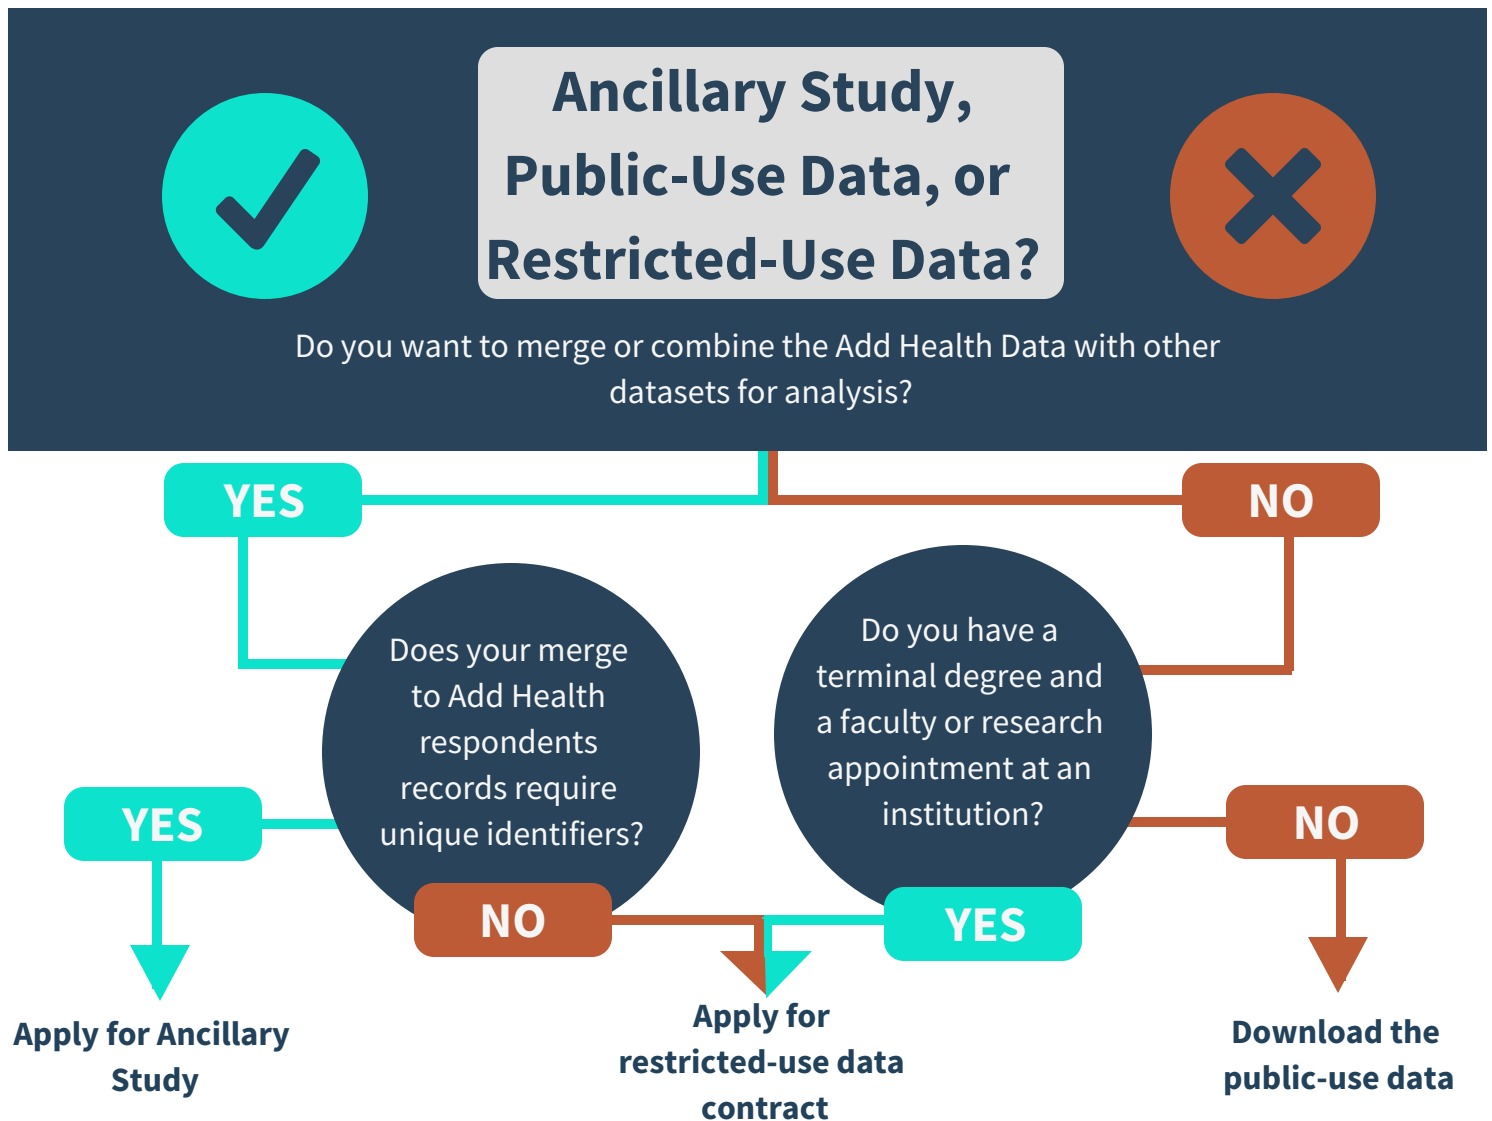 Ancillary Study,
Public-Use Data, or
Restricted-Use Data?
Do you want to merge or combine the Add Health Data with other
datasets for analysis?
YES
NO
Does your merge
to Add Health
respondents
records require
unique identifiers?
Do you have a
terminal degree and
a faculty or research
appointment at an
institution?
YES
NO
NO
YES
Apply for Ancillary
Study
Apply for
restricted-use data
contract
Download the
public-use data